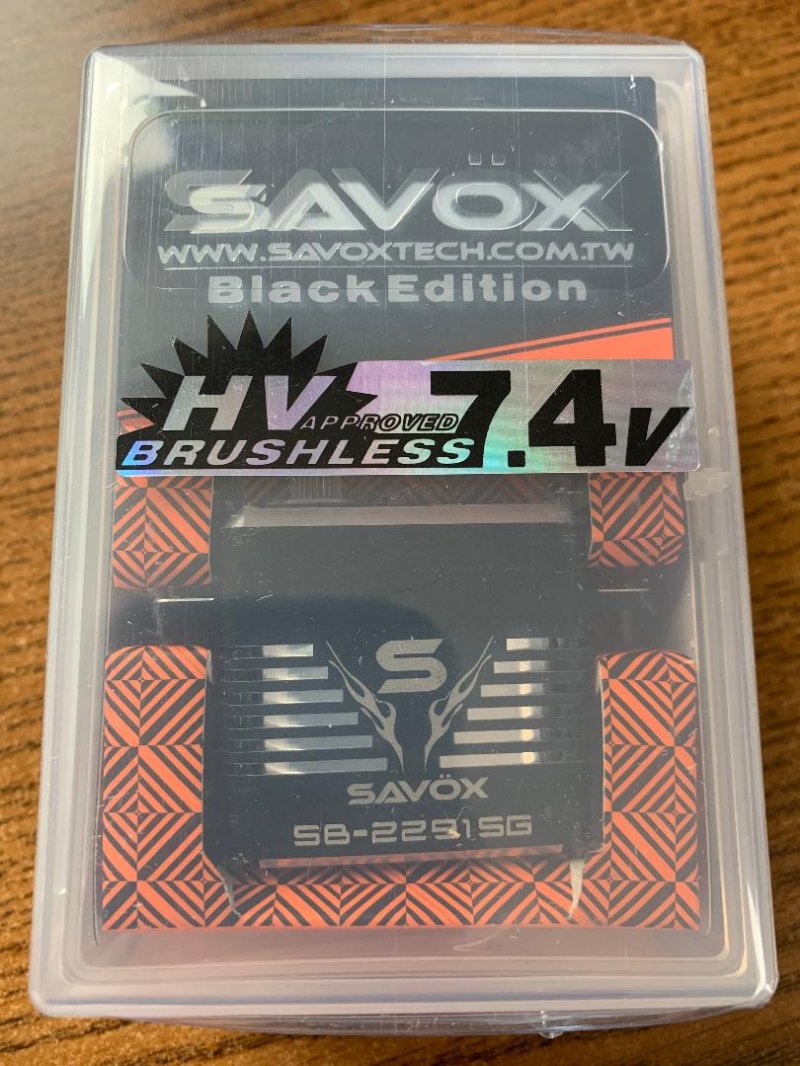 SAVÖX
WWW.SAVOXTECH.COM.TW
Black Edition
HV APPROVED 7.4V
BRUSHLESS
S
SAVÖX
SB-2291SG